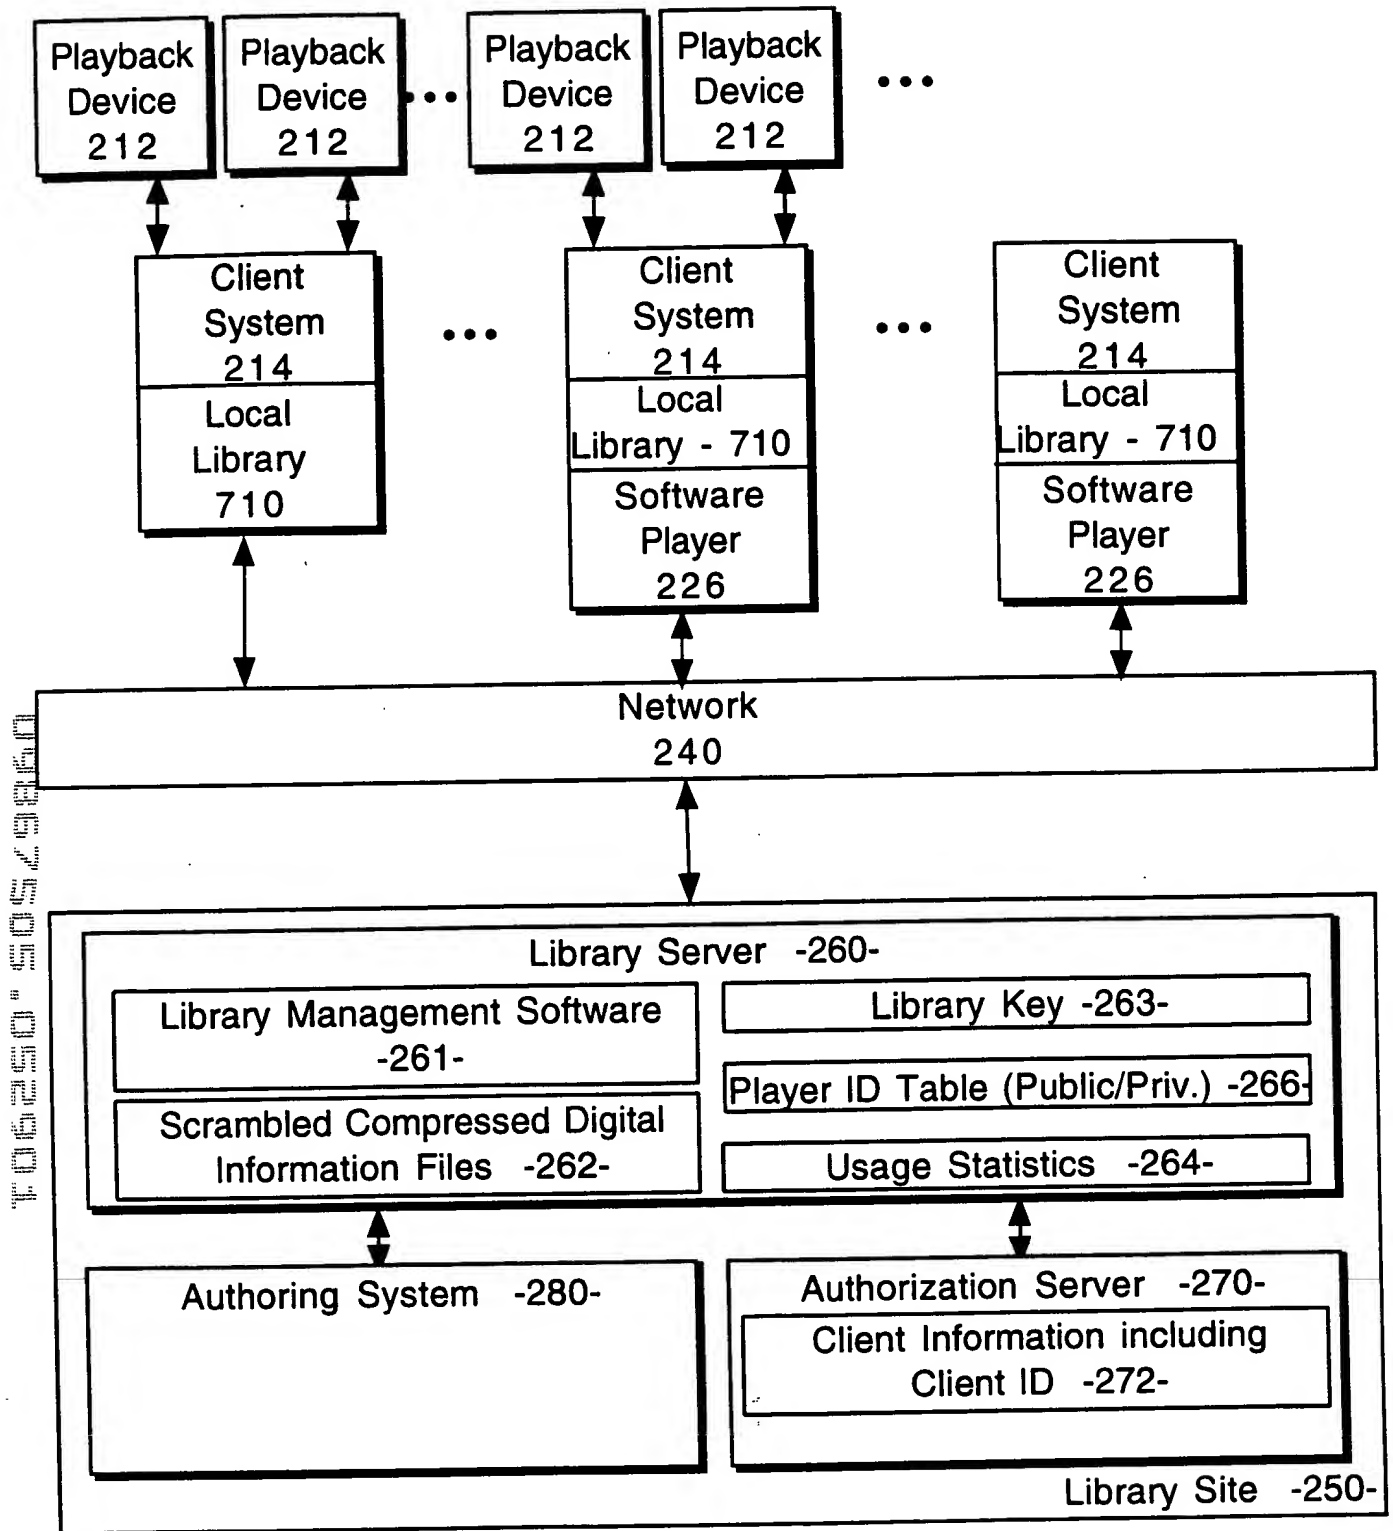 Playback
Device
212
Playback
Device
212
Playback
Device
212
Playback
Device
212
Client
System
214
Local
Library
710
Client
System
214
Local
Library - 710
Software
Player
226
Client
System
214
Local
Library - 710
Software
Player
226
Network
240
09867505.052901
Library Server -260-
Library Management Software
-261-
Scrambled Compressed Digital
Information Files -262-
Library Key -263-
Player ID Table (Public/Priv.) -266-
Usage Statistics -264-
Authoring System -280-
Authorization Server -270-
Client Information including
Client ID -272-
Library Site -250-